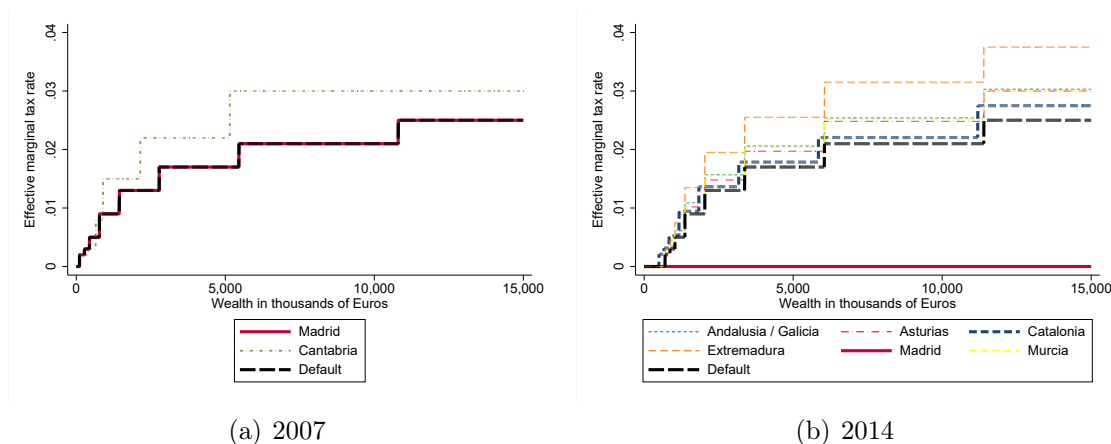 Effective marginal tax rate
0 .01 .02 .03 .04
0 5,000 10,000 15,000
Wealth in thousands of Euros
Madrid
Cantabria
Default
(a) 2007
Effective marginal tax rate
0 .01 .02 .03 .04
0 5,000 10,000 15,000
Wealth in thousands of Euros
Andalusia / Galicia Asturias Catalonia
Extremadura Madrid Murcia
Default
(b) 2014